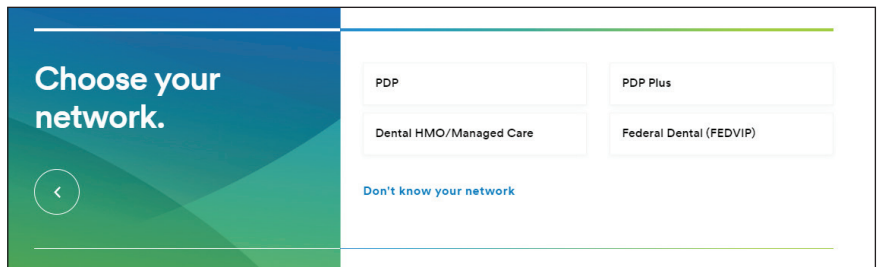 Choose your
network.
PDP
PDP Plus
Dental HMO/Managed Care
Federal Dental (FEDVIP)
Don't know your network